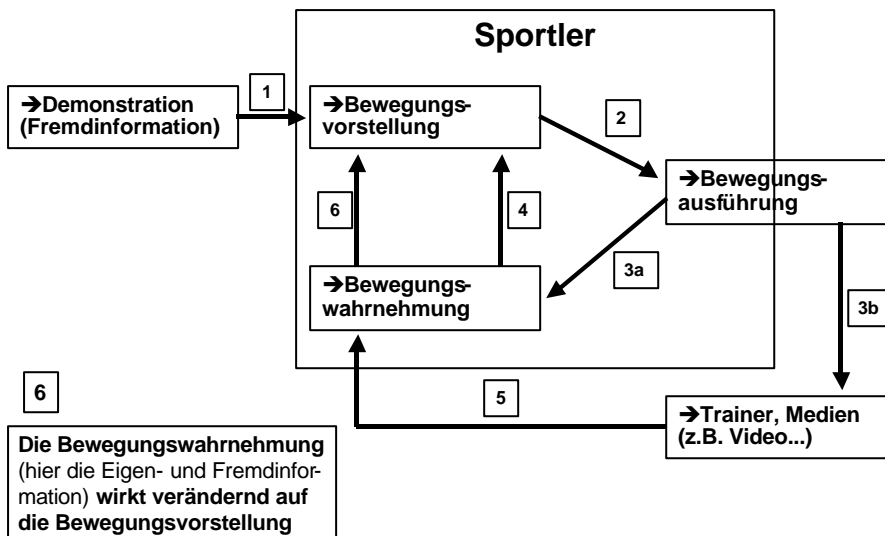 Sportler
1
➔Demonstration
(Fremdinformation)
➔Bewegungs-
vorstellung
2
➔Bewegungs-
ausführung
6
4
3a
➔Bewegungs-
wahrnehmung
3b
5
➔Trainer, Medien
(z.B. Video...)
6
Die Bewegungswahrnehmung
(hier die Eigen- und Fremdinfor-
mation) wirkt verändernd auf
die Bewegungsvorstellung